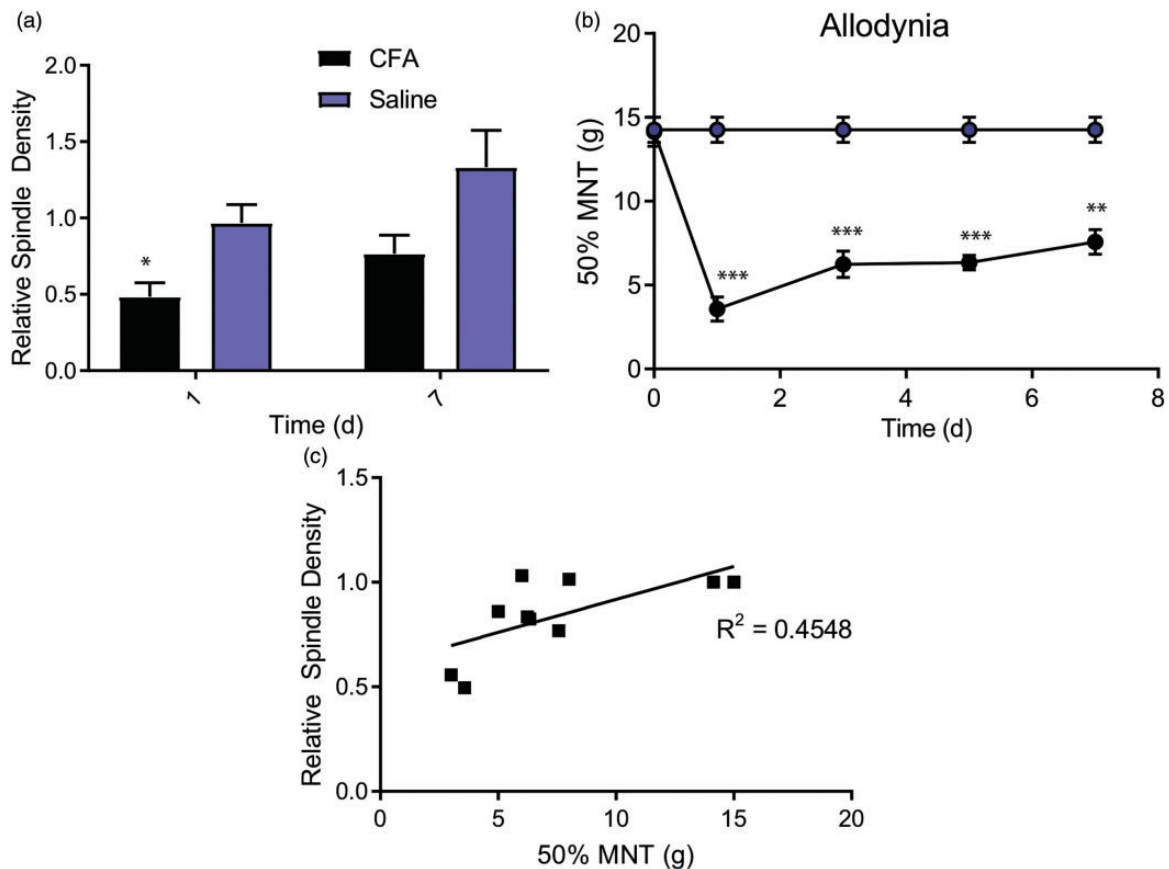 (a)
CFA
Saline
Relative Spindle Density
2.0
1.5
1.0
0.5
0.0
*
1
7
Time (d)
(b)
Allodynia
50% MNT (g)
20
15
10
5
0
***
***
***
**
0
2
4
6
8
Time (d)
(c)
Relative Spindle Density
1.5
1.0
0.5
0.0
R² = 0.4548
0
5
10
15
20
50% MNT (g)